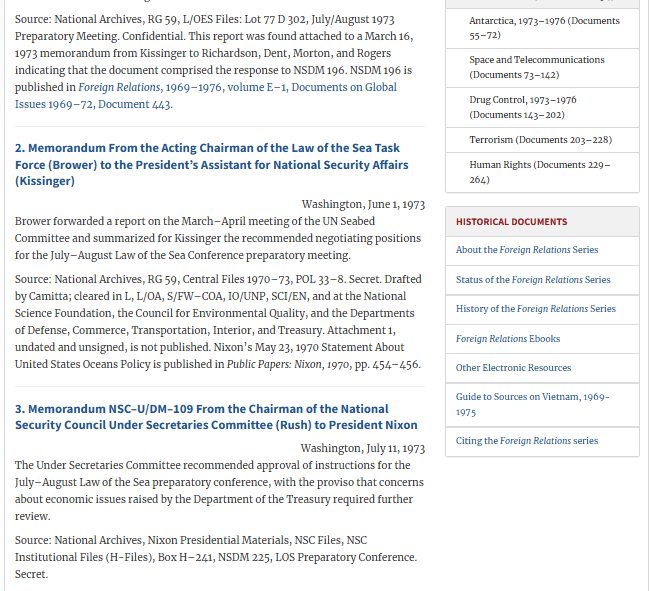 Source: National Archives, RG 59, L/OES Files: Lot 77 D 302, July/August 1973
Preparatory Meeting. Confidential. This report was found attached to a March 16,
1973 memorandum from Kissinger to Richardson, Dent, Morton, and Rogers
indicating that the document comprised the response to NSDM 196. NSDM 196 is
published in Foreign Relations, 1969–1976, volume E–1, Documents on Global
Issues 1969–72, Document 443.
2. Memorandum From the Acting Chairman of the Law of the Sea Task
Force (Brower) to the President's Assistant for National Security Affairs
(Kissinger)
Washington, June 1, 1973
Brower forwarded a report on the March–April meeting of the UN Seabed
Committee and summarized for Kissinger the recommended negotiating positions
for the July–August Law of the Sea Conference preparatory meeting.
Source: National Archives, RG 59, Central Files 1970–73, POL 33–8. Secret. Drafted
by Camitta; cleared in L, L/OA, S/FW–COA, IO/UNP, SCI/EN, and at the National
Science Foundation, the Council for Environmental Quality, and the Departments
of Defense, Commerce, Transportation, Interior, and Treasury. Attachment 1,
undated and unsigned, is not published. Nixon's May 23, 1970 Statement About
United States Oceans Policy is published in Public Papers: Nixon, 1970, pp. 454–456.
3. Memorandum NSC–U/DM–109 From the Chairman of the National
Security Council Under Secretaries Committee (Rush) to President Nixon
Washington, July 11, 1973
The Under Secretaries Committee recommended approval of instructions for the
July–August Law of the Sea preparatory conference, with the proviso that concerns
about economic issues raised by the Department of the Treasury required further
review.
Source: National Archives, Nixon Presidential Materials, NSC Files, NSC
Institutional Files (H-Files), Box H–241, NSDM 225, LOS Preparatory Conference.
Secret.
Antarctica, 1973–1976 (Documents
55–72)
Space and Telecommunications
(Documents 73–142)
Drug Control, 1973–1976
(Documents 143–202)
Terrorism (Documents 203–228)
Human Rights (Documents 229–
264)
HISTORICAL DOCUMENTS
About the Foreign Relations Series
Status of the Foreign Relations Series
History of the Foreign Relations Series
Foreign Relations Ebooks
Other Electronic Resources
Guide to Sources on Vietnam, 1969-
1975
Citing the Foreign Relations series